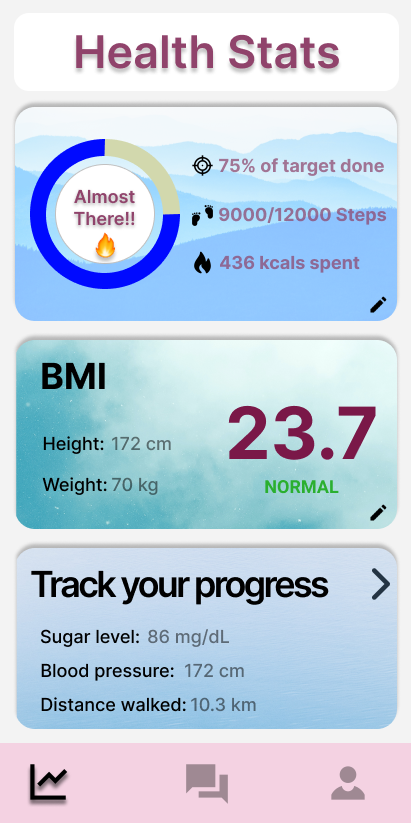 Health Stats
Almost
There!!
75% of target done
9000/12000 Steps
436 kcals spent
BMI
Height: 172 cm
Weight: 70 kg
23.7
NORMAL
Track your progress
Sugar level: 86 mg/dL
Blood pressure: 172 cm
Distance walked: 10.3 km